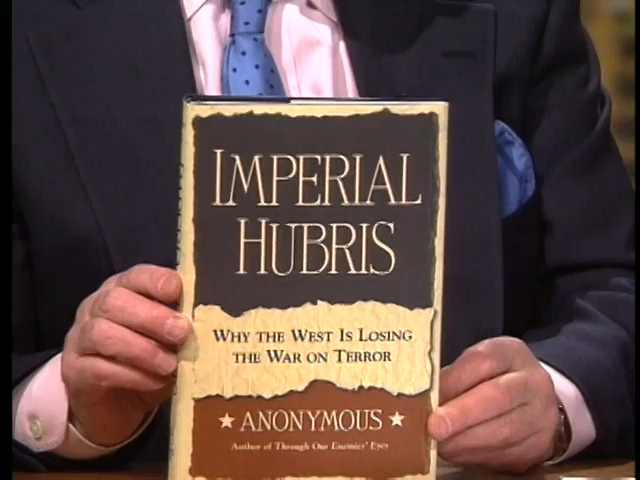 IMPERIAL
HUBRIS
WHY THE WEST IS LOSING
THE WAR ON TERROR
★ ANONYMOUS ★
Author of Through Our Enemies' Eyes